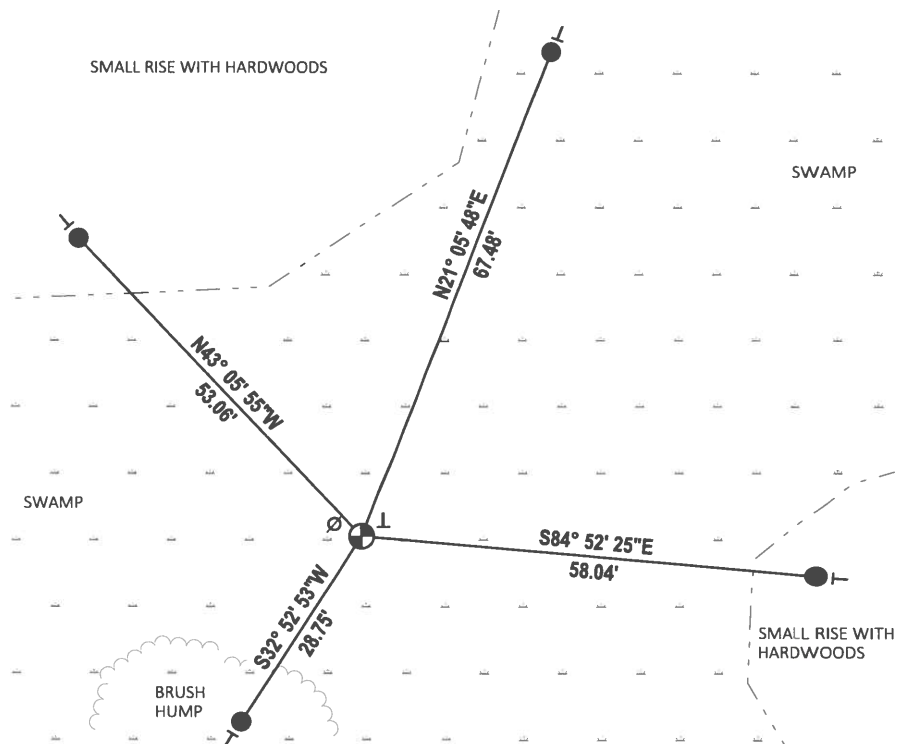 SMALL RISE WITH HARDWOODS
SWAMP
N21° 05' 48"E
67.48'
N43° 05' 55"W
53.06'
SWAMP
S84° 52' 25"E
58.04'
S32° 52' 53"W
28.75'
SMALL RISE WITH
HARDWOODS
BRUSH
HUMP